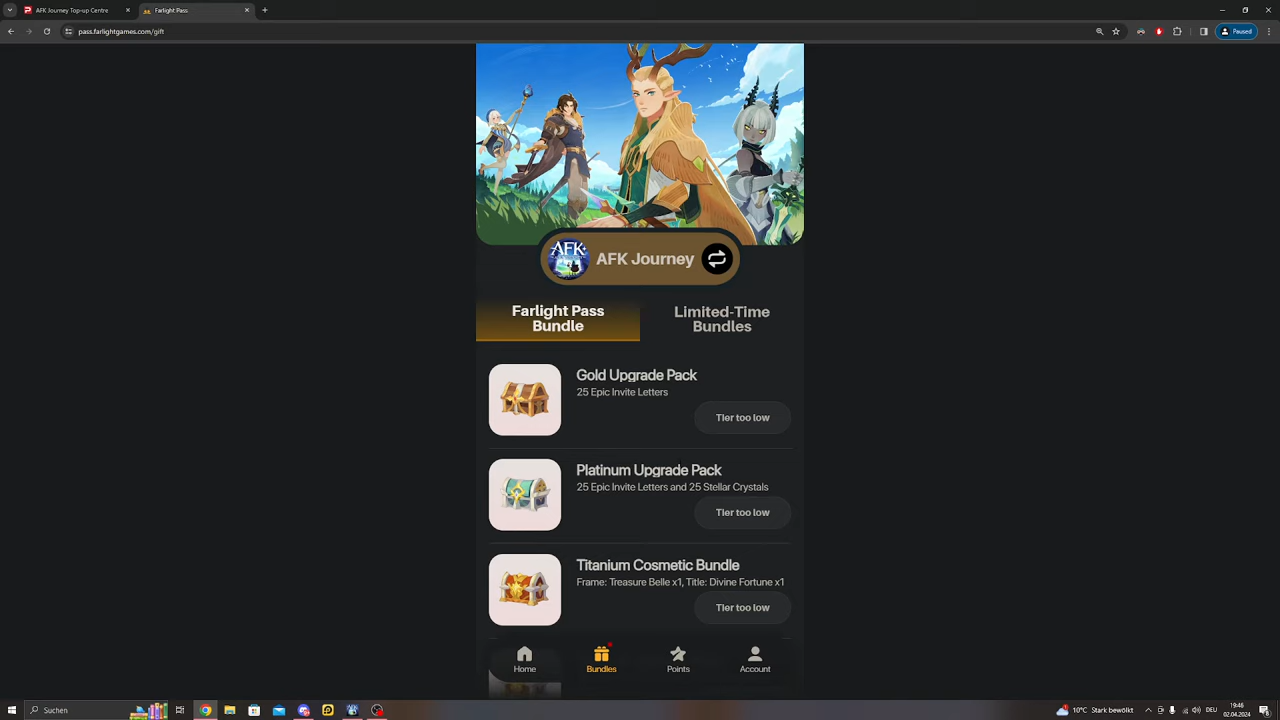 AFK Journey Top-up Centre
Farlight Pass
pass.farlightgames.com/gift
Paused
AFK
AFK Journey
Farlight Pass
Bundle
Limited-Time
Bundles
Gold Upgrade Pack
25 Epic Invite Letters
Tier too low
Platinum Upgrade Pack
25 Epic Invite Letters and 25 Stellar Crystals
Tier too low
Titanium Cosmetic Bundle
Frame: Treasure Belle x1, Title: Divine Fortune x1
Tier too low
Home
Bundles
Points
Account
Suchen
10°C Stark bewölkt
DEU
19:46
02.04.2024